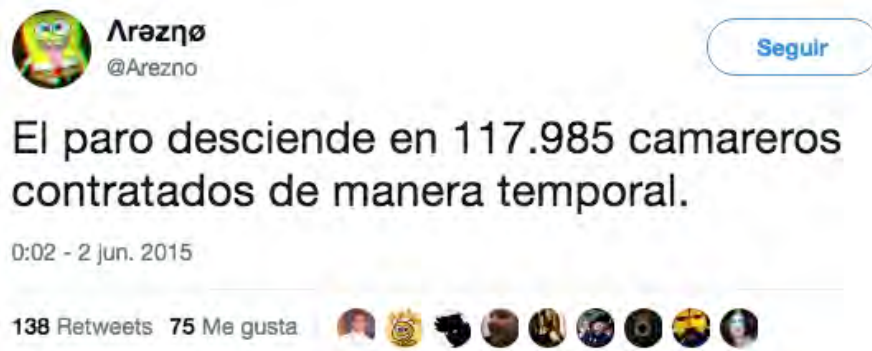 Λrəzηø
@Arezno
Seguir
El paro desciende en 117.985 camareros
contratados de manera temporal.
0:02 - 2 jun. 2015
138 Retweets 75 Me gusta